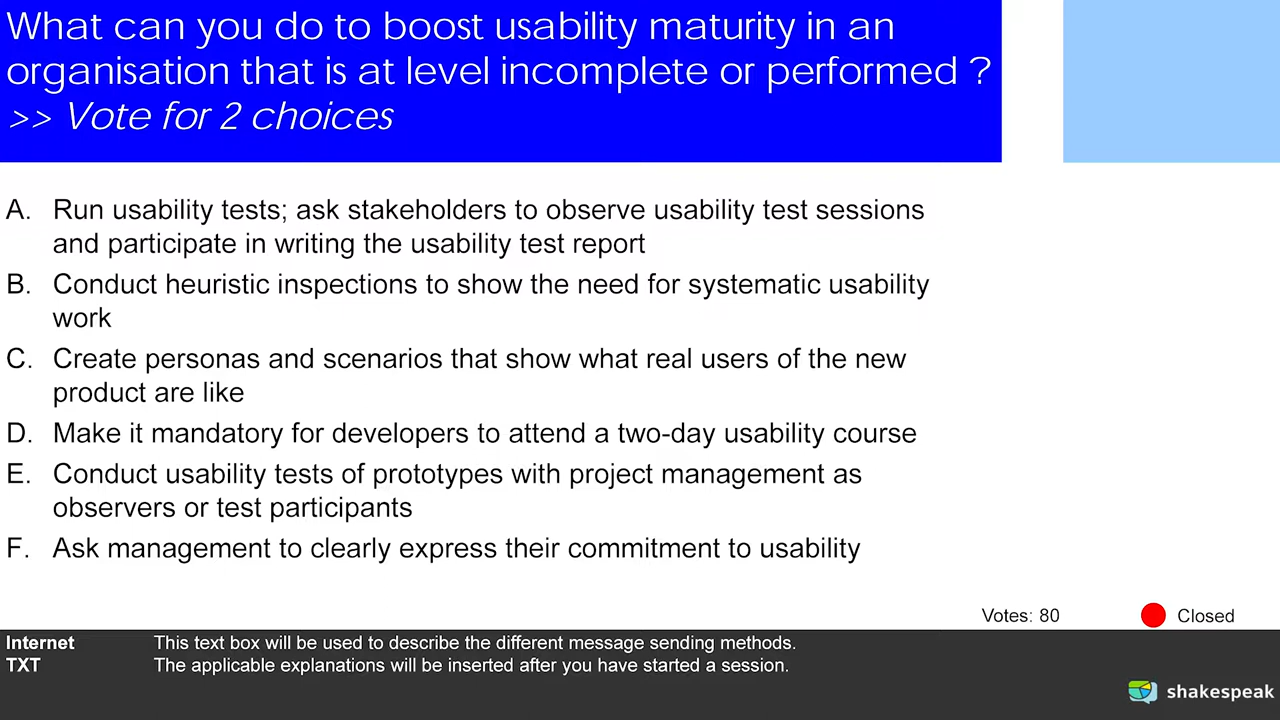 What can you do to boost usability maturity in an
organisation that is at level incomplete or performed ?
>> Vote for 2 choices
A. Run usability tests; ask stakeholders to observe usability test sessions
and participate in writing the usability test report
B. Conduct heuristic inspections to show the need for systematic usability
work
C. Create personas and scenarios that show what real users of the new
product are like
D. Make it mandatory for developers to attend a two-day usability course
E. Conduct usability tests of prototypes with project management as
observers or test participants
F. Ask management to clearly express their commitment to usability
Votes: 80 Closed
Internet This text box will be used to describe the different message sending methods.
TXT The applicable explanations will be inserted after you have started a session.
shakespeak